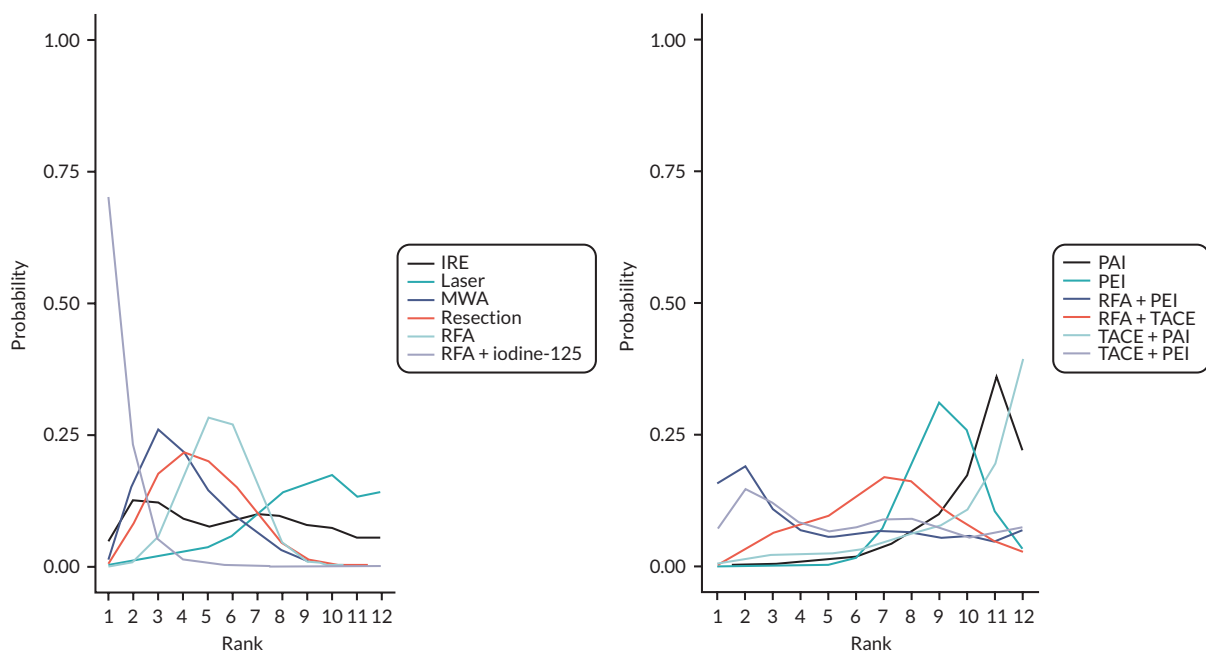 1.00
0.75
0.50
0.25
0.00
Probability
1 2 3 4 5 6 7 8 9 10 11 12
Rank
IRE
Laser
MWA
Resection
RFA
RFA + iodine-125
1.00
0.75
0.50
0.25
0.00
Probability
1 2 3 4 5 6 7 8 9 10 11 12
Rank
PAI
PEI
RFA + PEI
RFA + TACE
TACE + PAI
TACE + PEI